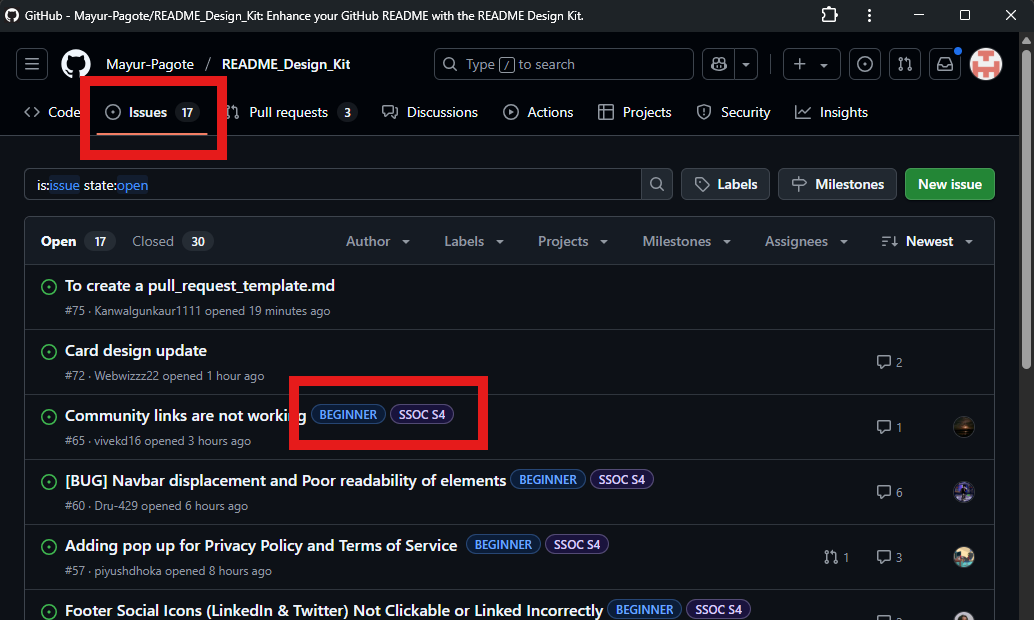 GitHub - Mayur-Pagote/README_Design_Kit: Enhance your GitHub README with the README Design Kit.
Mayur-Pagote / README_Design_Kit Type / to search
Code Issues 17 Pull requests 3 Discussions Actions Projects Security Insights
is:issue state:open Labels Milestones New issue
Open 17 Closed 30 Author Labels Projects Milestones Assignees Newest
To create a pull_request_template.md
#75 · Kanwalgunkaur1111 opened 19 minutes ago
Card design update
#72 · Webwizzz22 opened 1 hour ago 2
Community links are not working BEGINNER SSOC S4
#65 · vivekd16 opened 3 hours ago 1
[BUG] Navbar displacement and Poor readability of elements BEGINNER SSOC S4
#60 · Dru-429 opened 6 hours ago 6
Adding pop up for Privacy Policy and Terms of Service BEGINNER SSOC S4
#57 · piyushdhoka opened 8 hours ago 1 3
Footer Social Icons (LinkedIn & Twitter) Not Clickable or Linked Incorrectly BEGINNER SSOC S4